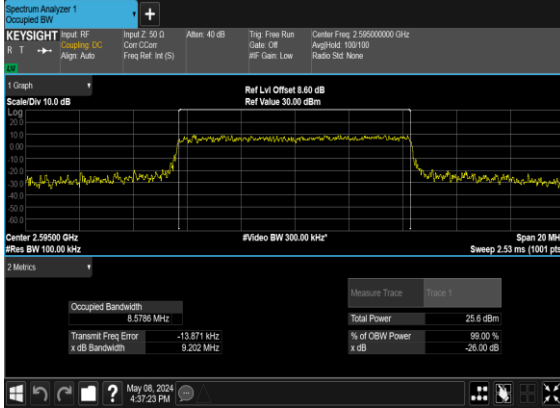 Spectrum Analyzer 1
Occupied BW
+
KEYSIGHT
R T
Input: RF
Coupling: DC
Align: Auto
Input Z: 50 Ω
Corr CCorr
Freq Ref: Int (S)
Atten: 40 dB
Trig: Free Run
Gate: Off
#IF Gain: Low
Center Freq: 2.595000000 GHz
Avg|Hold: 100/100
Radio Std: None
1 Graph
Scale/Div 10.0 dB
Ref Lvl Offset 8.60 dB
Ref Value 30.00 dBm
Log
20.0
10.0
0.00
-10.0
-20.0
-30.0
-40.0
-50.0
-60.0
Center 2.59500 GHz
#Res BW 100.00 kHz
#Video BW 300.00 kHz*
Span 20 MH
Sweep 2.53 ms (1001 pts
2 Metrics
Measure Trace
Trace 1
Occupied Bandwidth
8.5786 MHz
Total Power
25.6 dBm
Transmit Freq Error
-13.871 kHz
% of OBW Power
99.00 %
x dB Bandwidth
9.202 MHz
x dB
-26.00 dB
?
May 08, 2024
4:37:23 PM